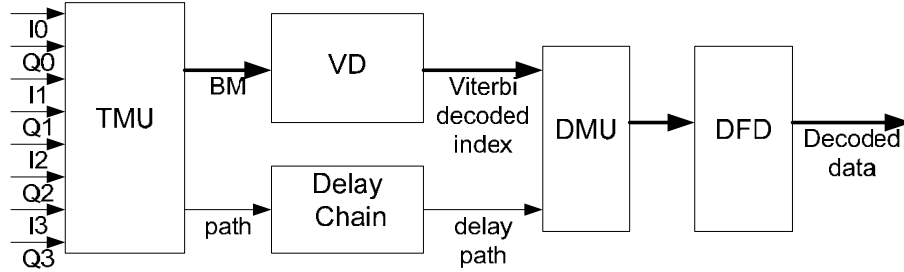 I0
Q0
I1
Q1
I2
Q2
I3
Q3
TMU
BM
path
VD
Delay
Chain
Viterbi
decoded
index
delay
path
DMU
DFD
Decoded
data